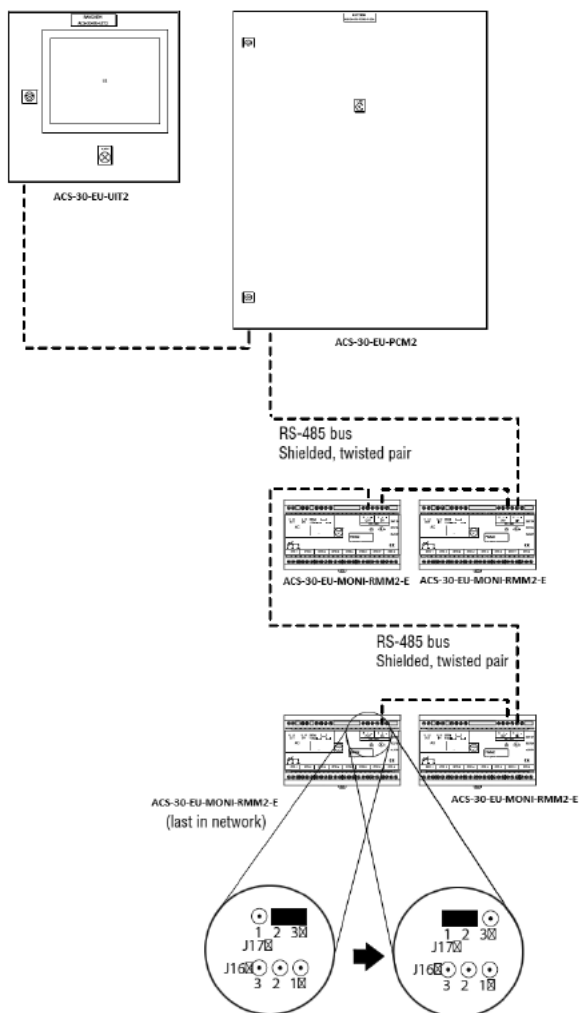 ACS-30-EU-UIT2
ACS-30-EU-PCM2
RS-485 bus
Shielded, twisted pair
ACS-30-EU-MONI-RMM2-E
ACS-30-EU-MONI-RMM2-E
RS-485 bus
Shielded, twisted pair
ACS-30-EU-MONI-RMM2-E
(last in network)
ACS-30-EU-MONI-RMM2-E
1 2 3
J17
J16
3 2 1
1 2 3
J17
J16
3 2 1